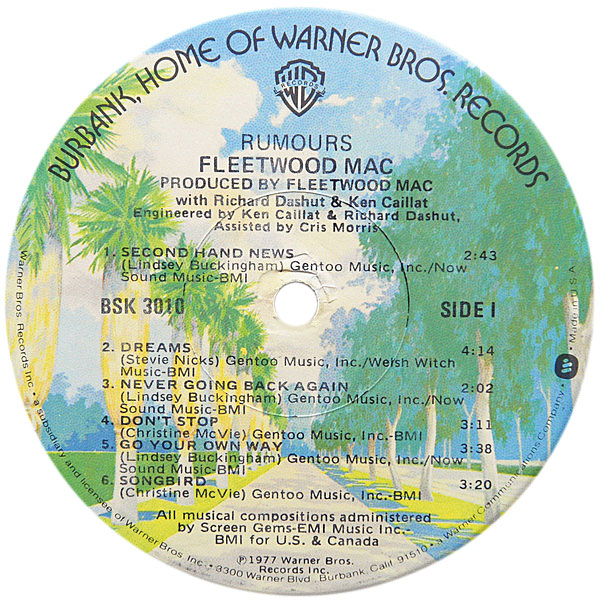 BURBANK, HOME OF WARNER BROS. RECORDS
WB
RECORDS
RUMOURS
FLEETWOOD MAC
PRODUCED BY FLEETWOOD MAC
with Richard Dashut & Ken Caillat
Engineered by Ken Caillat & Richard Dashut,
Assisted by Cris Morris
1. SECOND HAND NEWS 2:43
(Lindsey Buckingham) Gentoo Music, Inc./Now
Sound Music-BMI
BSK 3010 SIDE 1
2. DREAMS 4:14
(Stevie Nicks) Gentoo Music, Inc./Welsh Witch
Music-BMI
3. NEVER GOING BACK AGAIN 2:02
(Lindsey Buckingham) Gentoo Music, Inc./Now
Sound Music-BMI
4. DON'T STOP 3:11
(Christine McVie) Gentoo Music, Inc.-BMI
5. GO YOUR OWN WAY 3:38
(Lindsey Buckingham) Gentoo Music, Inc./Now
Sound Music-BMI
6. SONGBIRD 3:20
(Christine McVie) Gentoo Music, Inc.-BMI
All musical compositions administered
by Screen Gems-EMI Music Inc.-
BMI for U.S. & Canada
℗1977 Warner Bros.
Records Inc.
Warner Bros. Records Inc. • a subsidiary and licensee of Warner Bros. Inc. • 3300 Warner Blvd., Burbank, Calif. 91510 • a Warner Communications Company • Made in U.S.A.